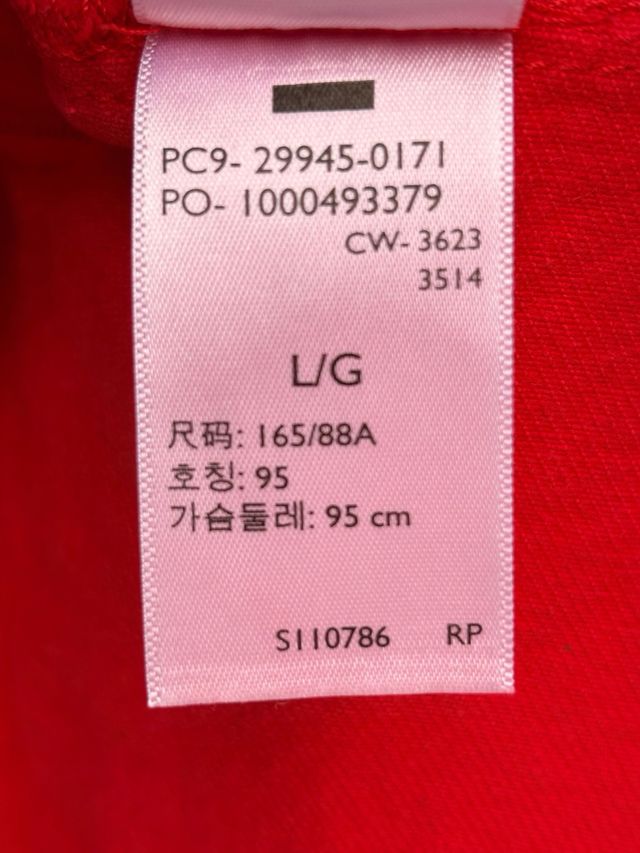 PC9- 29945-0171
PO- 1000493379
CW- 3623
3514
L/G
尺码: 165/88A
호칭: 95
가슴둘레: 95 cm
S110786 RP